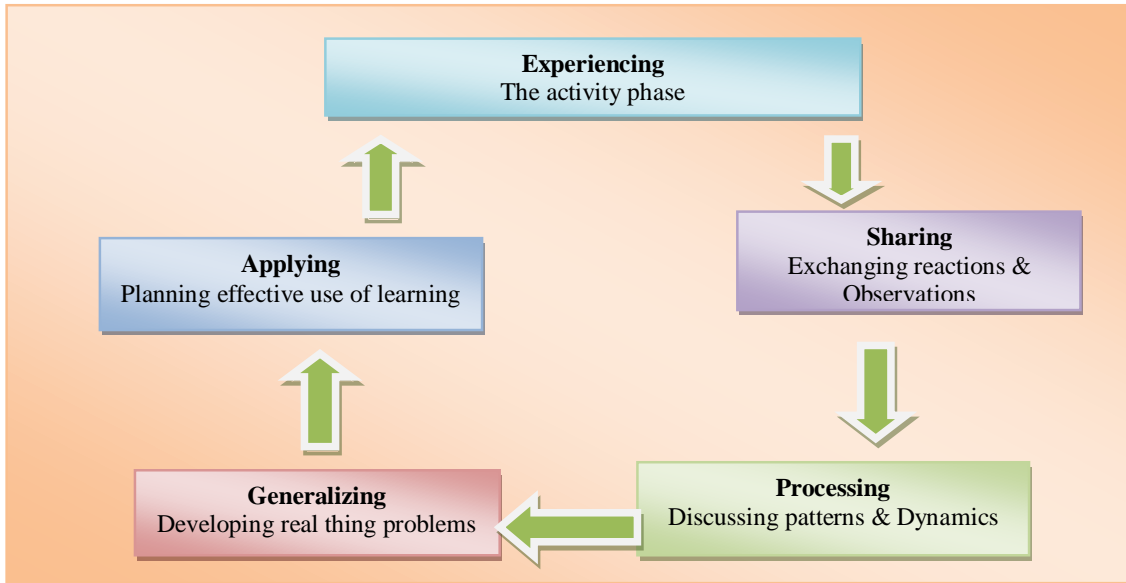 Experiencing
The activity phase
Sharing
Exchanging reactions &
Observations
Processing
Discussing patterns & Dynamics
Generalizing
Developing real thing problems
Applying
Planning effective use of learning